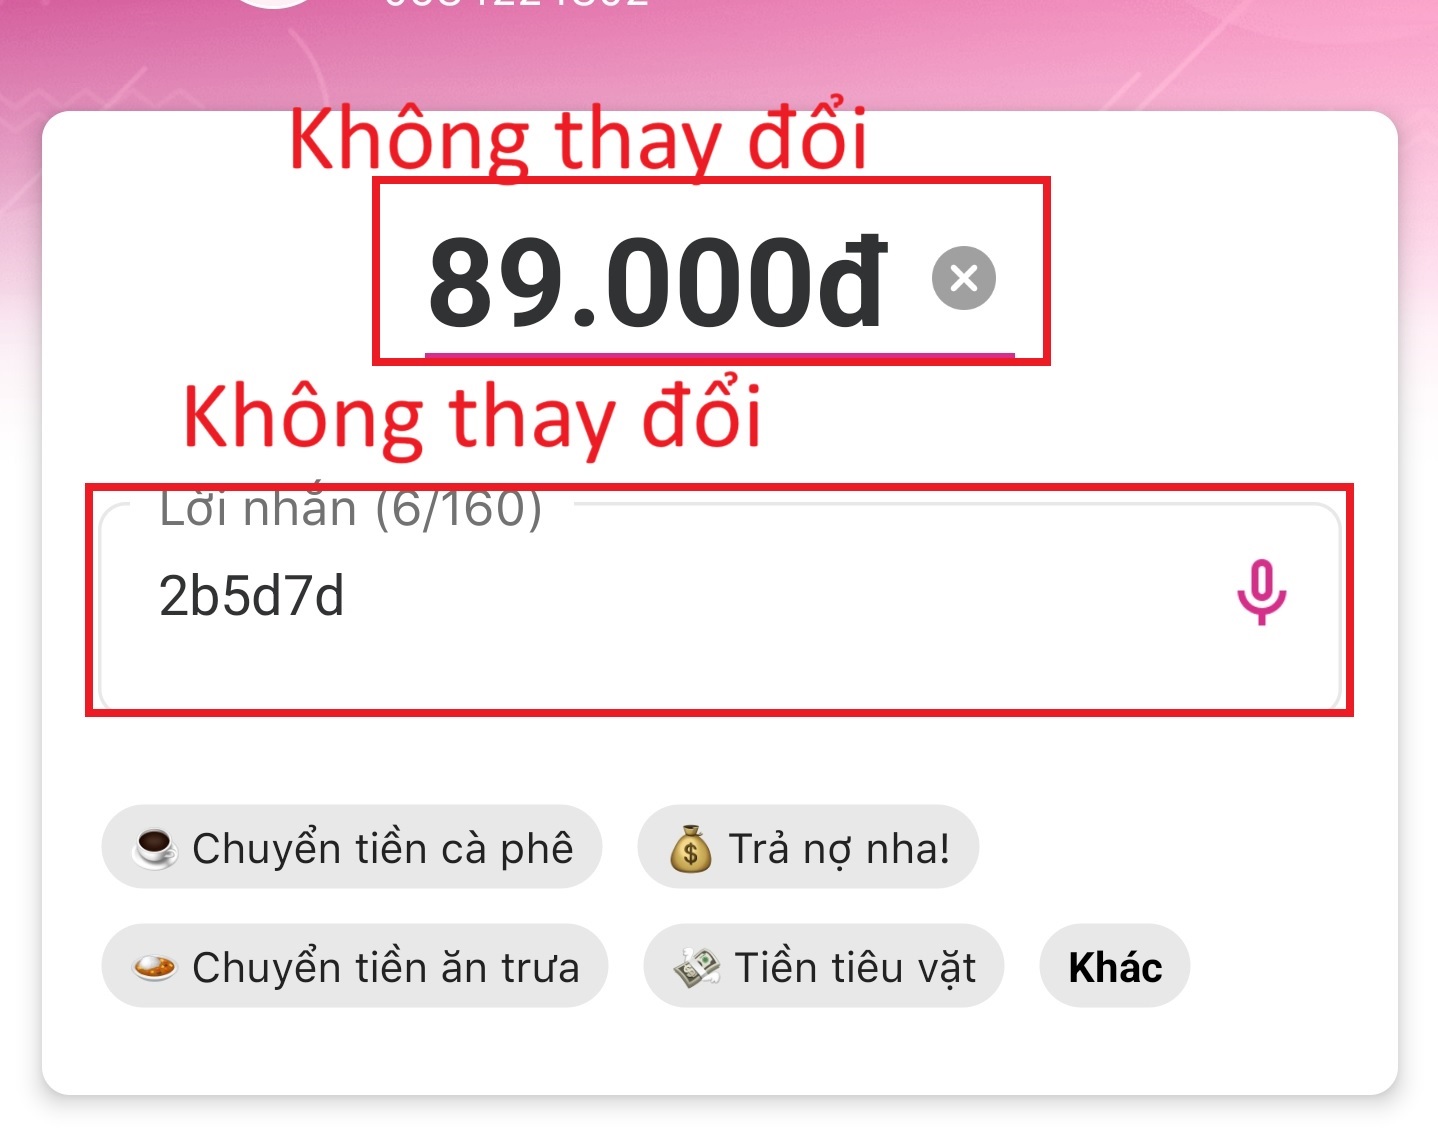 Không thay đổi
89.000đ
Không thay đổi
Lời nhắn (6/160)
2b5d7d
Chuyển tiền cà phê
Trả nợ nha!
Chuyển tiền ăn trưa
Tiền tiêu vặt
Khác